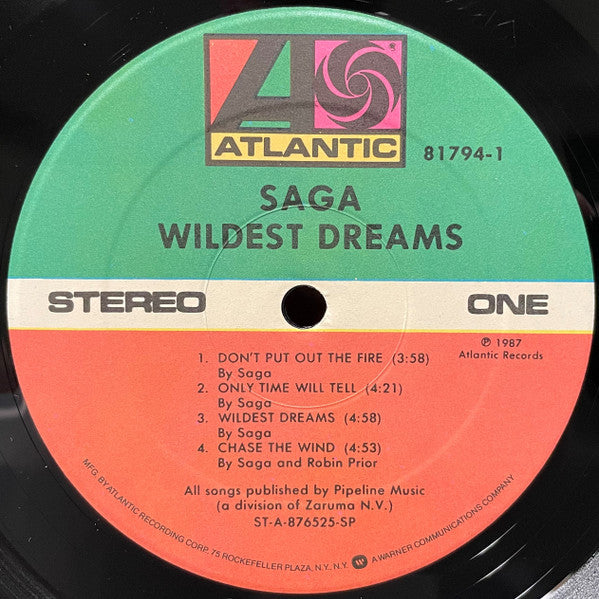 ATLANTIC
81794-1
SAGA
WILDEST DREAMS
STEREO
ONE
℗ 1987
Atlantic Records
1. DON'T PUT OUT THE FIRE (3:58)
By Saga
2. ONLY TIME WILL TELL (4:21)
By Saga
3. WILDEST DREAMS (4:58)
By Saga
4. CHASE THE WIND (4:53)
By Saga and Robin Prior
All songs published by Pipeline Music
(a division of Zaruma N.V.)
ST-A-876525-SP
MFG. BY ATLANTIC RECORDING CORP. 75 ROCKEFELLER PLAZA, N.Y., N.Y. A WARNER COMMUNICATIONS COMPANY